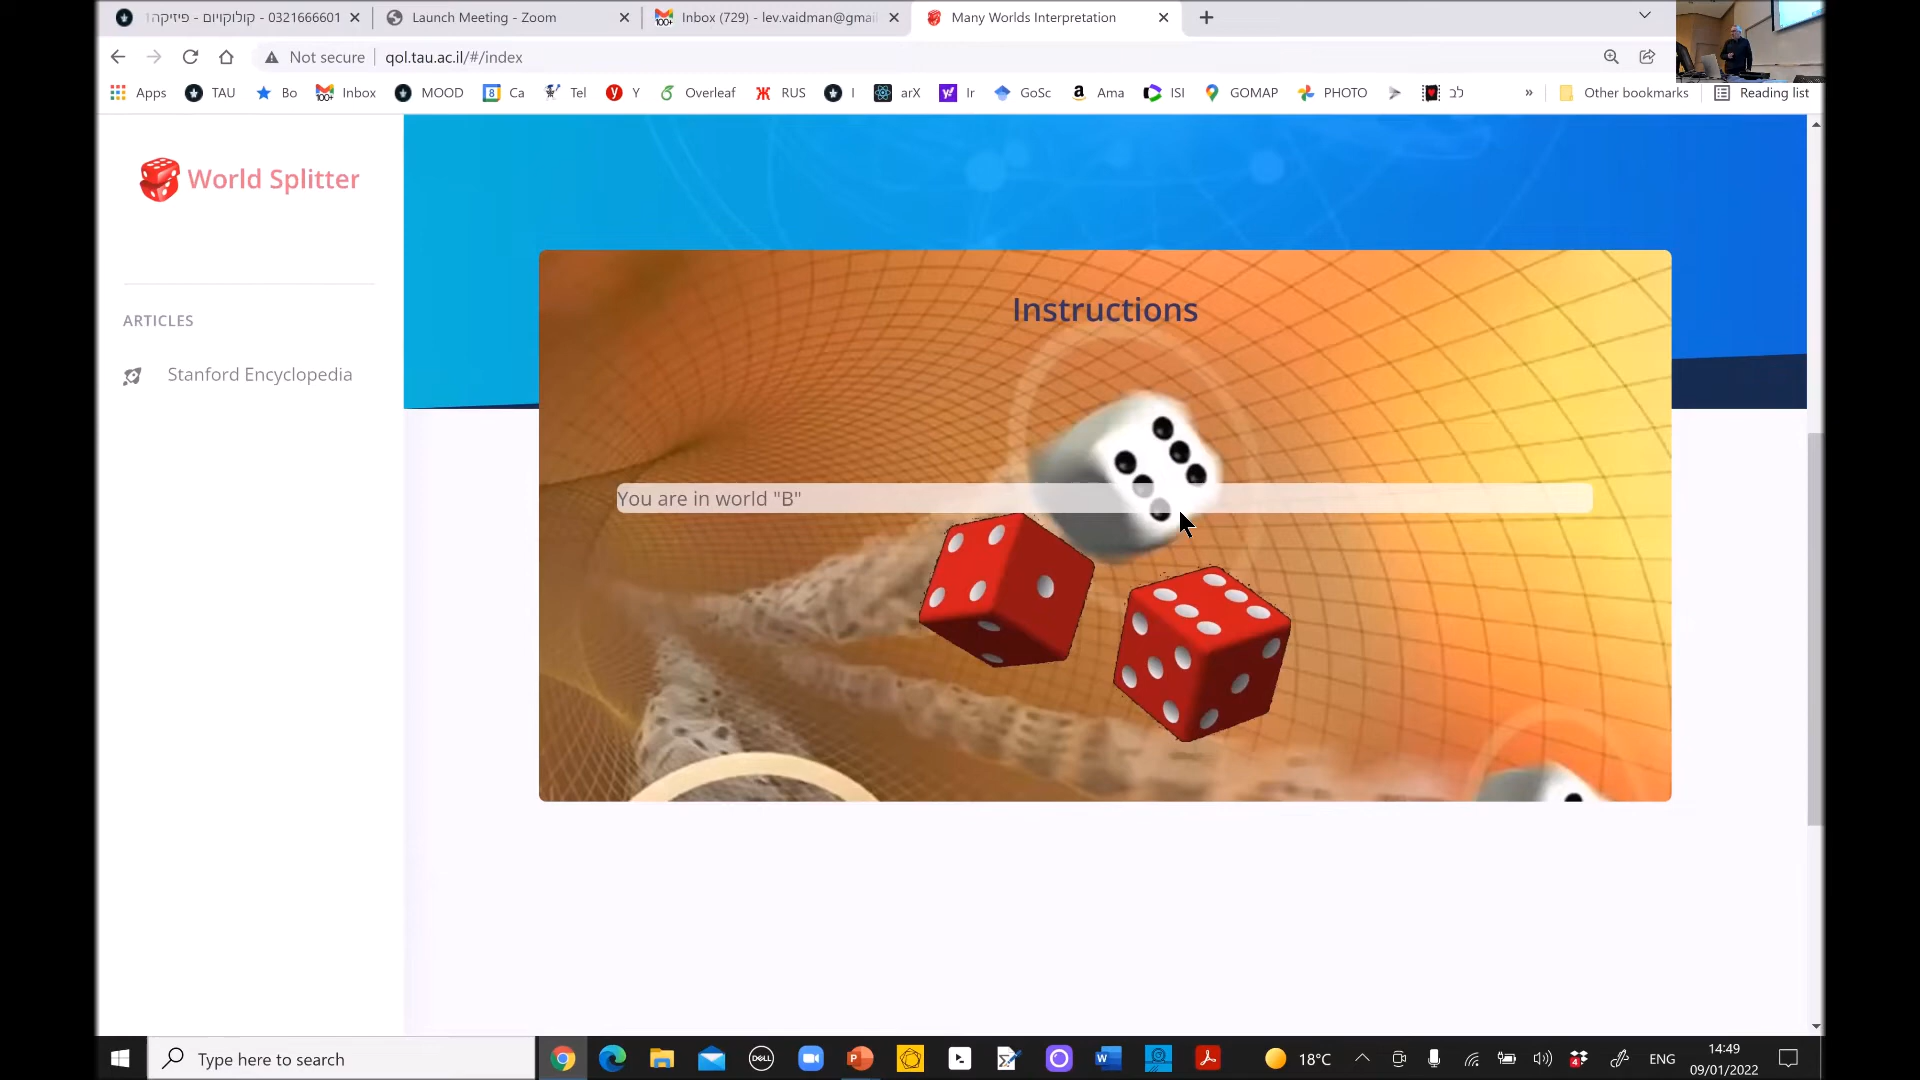 קולוקויום - פיזיקה1 - 0321666601
Launch Meeting - Zoom
Inbox (729) - lev.vaidman@gmai
Many Worlds Interpretation
Not secure
qol.tau.ac.il/#/index
Apps
TAU
Bo
Inbox
MOOD
Ca
Tel
Y
Overleaf
RUS
I
arX
Ir
GoSc
Ama
ISI
GOMAP
PHOTO
לב
»
Other bookmarks
Reading list
World Splitter
ARTICLES
Stanford Encyclopedia
Instructions
You are in world "B"
Type here to search
18°C
ENG
14:49
09/01/2022